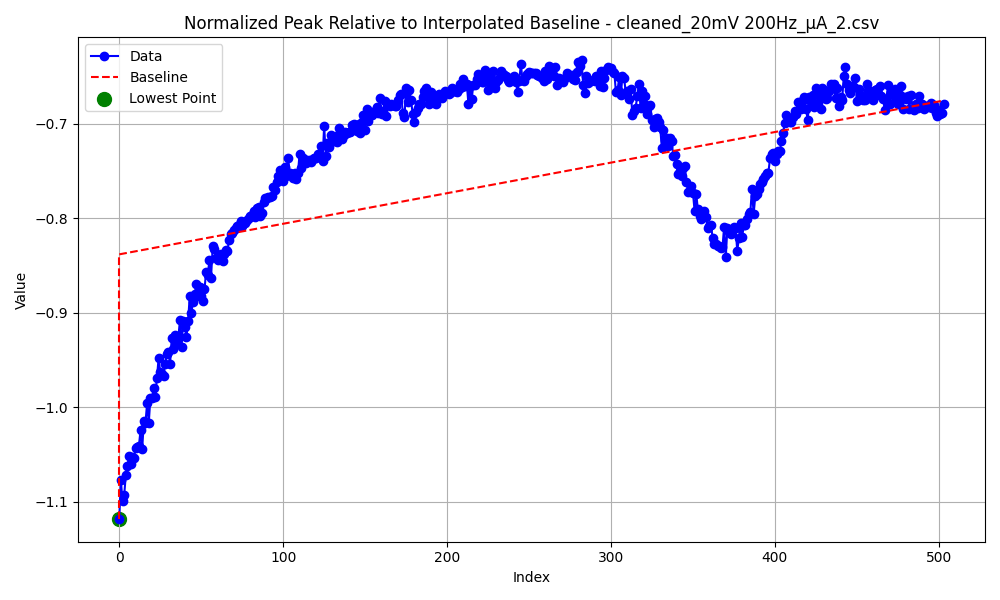 Normalized Peak Relative to Interpolated Baseline - cleaned_20mV 200Hz_μA_2.csv
Data
Baseline
Lowest Point
Value
−0.7
−0.8
−0.9
−1.0
−1.1
0
100
200
300
400
500
Index